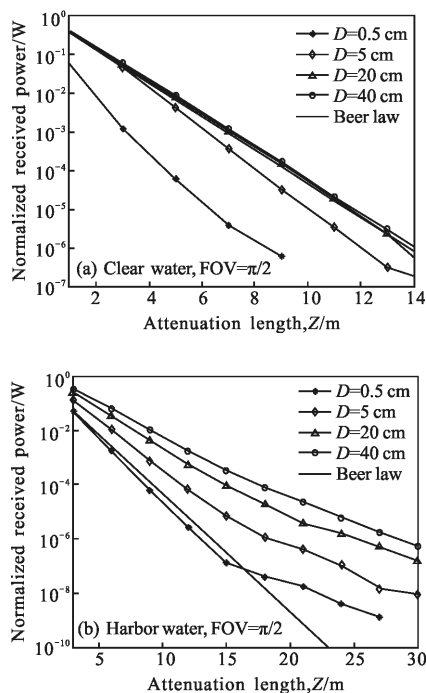 Normalized received power/W
10^0
10^-1
10^-2
10^-3
10^-4
10^-5
10^-6
10^-7
D=0.5 cm
D=5 cm
D=20 cm
D=40 cm
Beer law
(a) Clear water, FOV=π/2
2 4 6 8 10 12 14
Attenuation length,Z/m
Normalized received power/W
10^0
10^-2
10^-4
10^-6
10^-8
10^-10
D=0.5 cm
D=5 cm
D=20 cm
D=40 cm
Beer law
(b) Harbor water, FOV=π/2
5 10 15 21 25 30
Attenuation length,Z/m